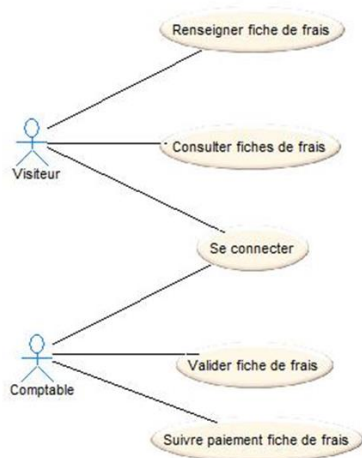 Renseigner fiche de frais
Consulter fiches de frais
Visiteur
Se connecter
Valider fiche de frais
Comptable
Suivre paiement fiche de frais